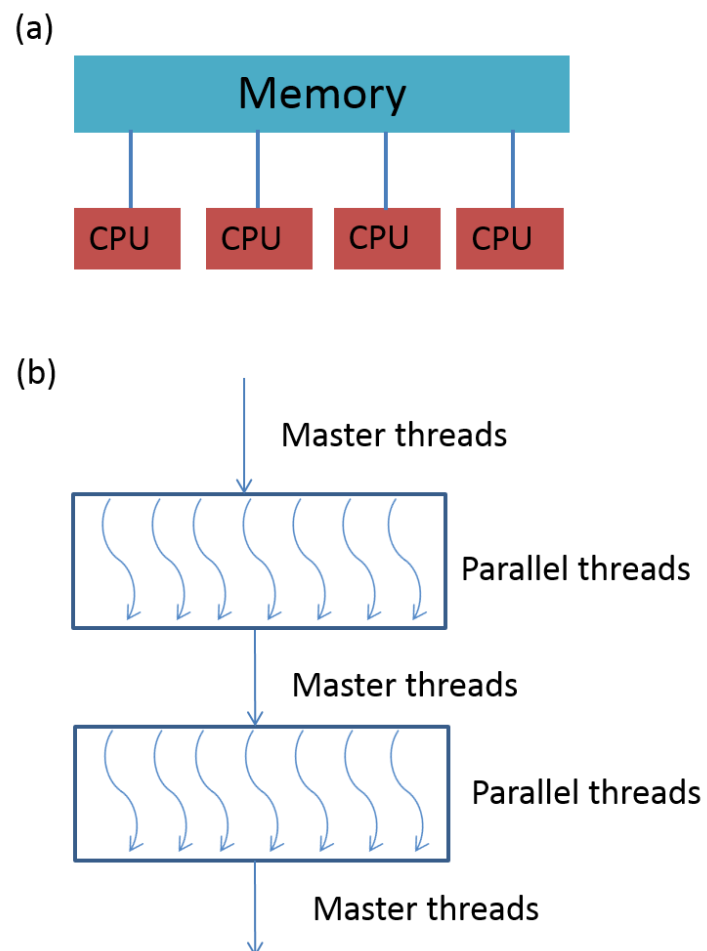 (a)
Memory
CPU CPU CPU CPU
(b)
Master threads
Parallel threads
Master threads
Parallel threads
Master threads